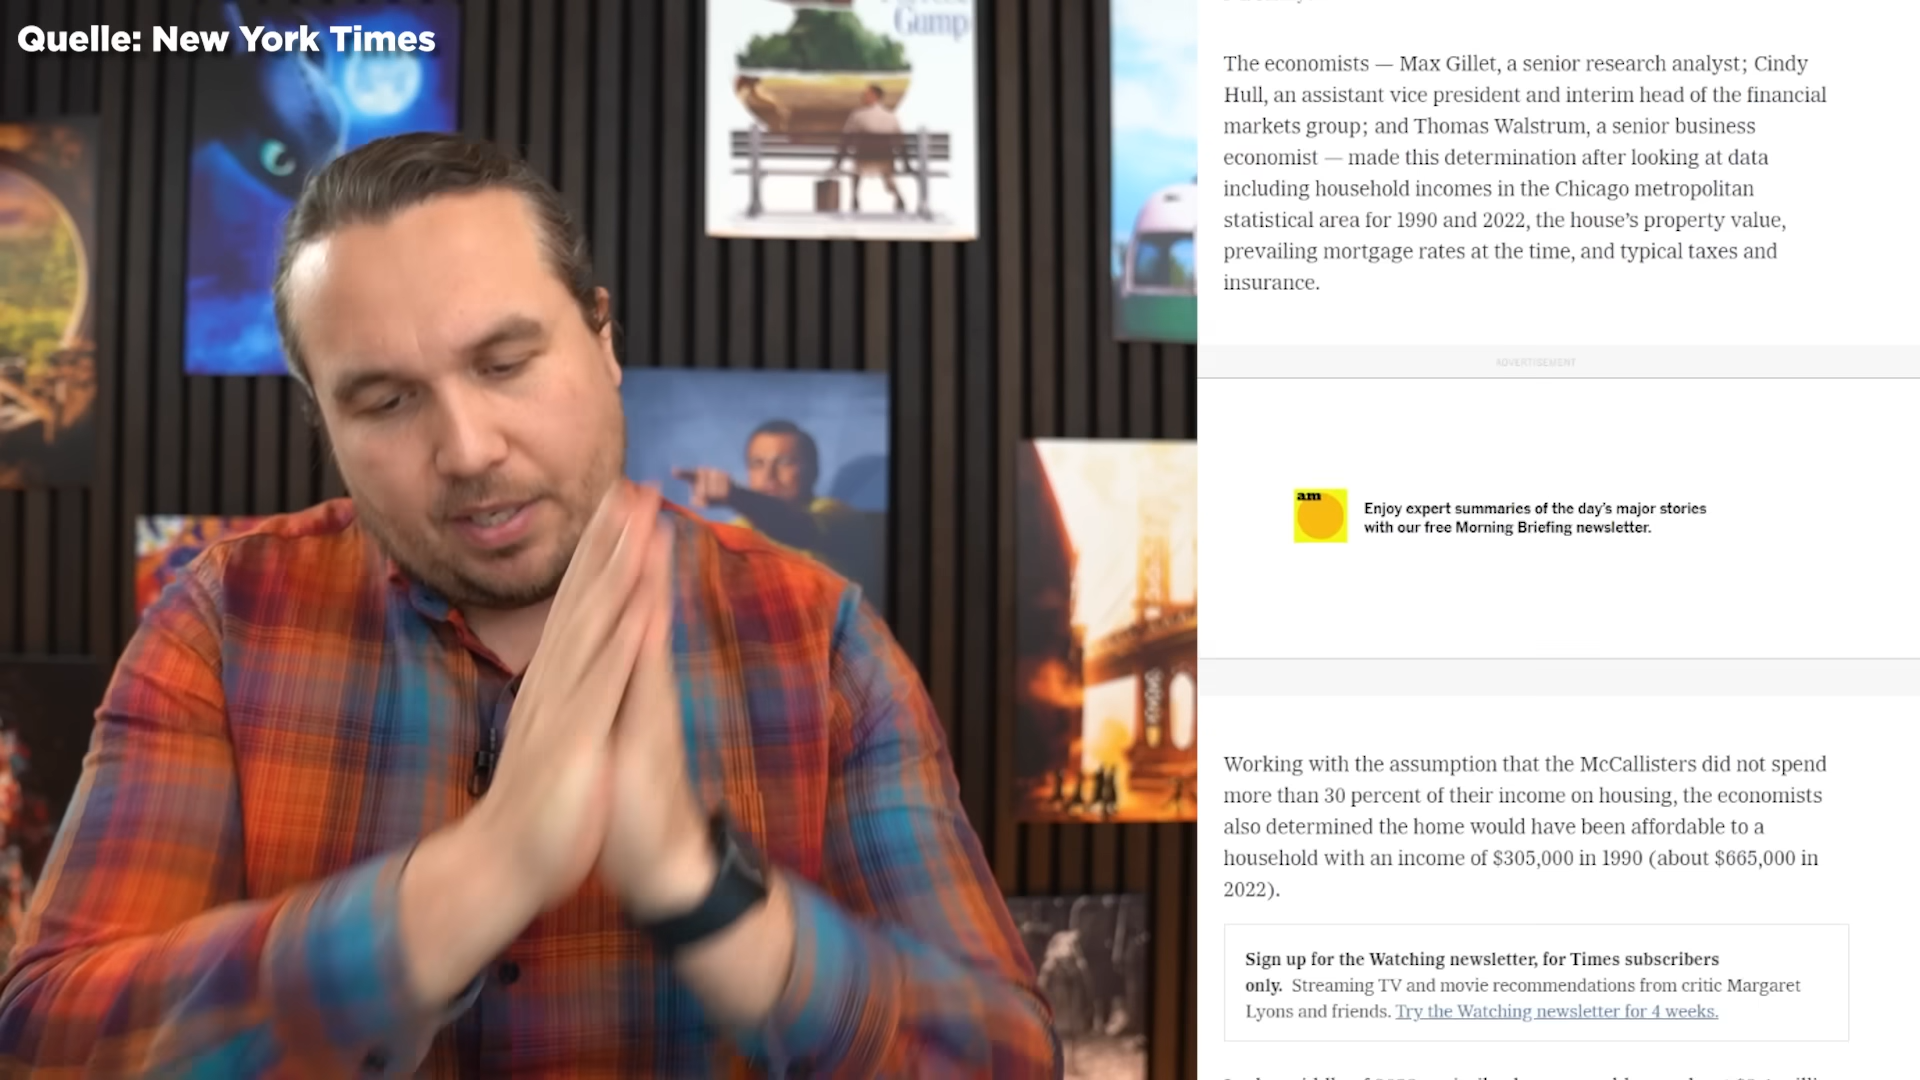 Quelle: New York Times
Gump
The economists — Max Gillet, a senior research analyst; Cindy
Hull, an assistant vice president and interim head of the financial
markets group; and Thomas Walstrum, a senior business
economist — made this determination after looking at data
including household incomes in the Chicago metropolitan
statistical area for 1990 and 2022, the house’s property value,
prevailing mortgage rates at the time, and typical taxes and
insurance.
ADVERTISEMENT
am
Enjoy expert summaries of the day’s major stories
with our free Morning Briefing newsletter.
Working with the assumption that the McCallisters did not spend
more than 30 percent of their income on housing, the economists
also determined the home would have been affordable to a
household with an income of $305,000 in 1990 (about $665,000 in
2022).
Sign up for the Watching newsletter, for Times subscribers
only. Streaming TV and movie recommendations from critic Margaret
Lyons and friends. Try the Watching newsletter for 4 weeks.